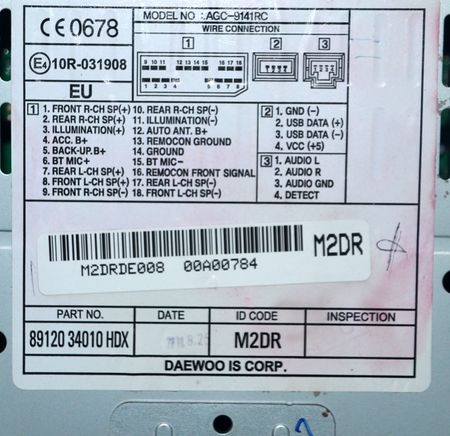 MODEL NO : AGC-9141RC
WIRE CONNECTION
CE 0678
E4 10R-031908
EU
1 2 3
9 10 11 12 15 16 17 18
1 1. FRONT R-CH SP(+) 10. REAR R-CH SP(-)
2. REAR R-CH SP(+) 11. ILLUMINATION(-)
3. ILLUMINATION(+) 12. AUTO ANT. B+
4. ACC. B+ 13. REMOCON GROUND
5. BACK-UP. B+ 14. GROUND
6. BT MIC+ 15. BT MIC-
7. REAR L-CH SP(+) 16. REMOCON FRONT SIGNAL
8. FRONT L-CH SP(+) 17. REAR L-CH SP(-)
9. FRONT R-CH SP(-) 18. FRONT L-CH SP(-)
2 1. GND (-)
2. USB DATA (+)
3. USB DATA (-)
4. VCC (+5)
3 1. AUDIO L
2. AUDIO R
3. AUDIO GND
4. DETECT
M2DRDE008 00A00784
M2DR
PART NO. DATE ID CODE INSPECTION
89120 34010 HDX M2DR
DAEWOO IS CORP.